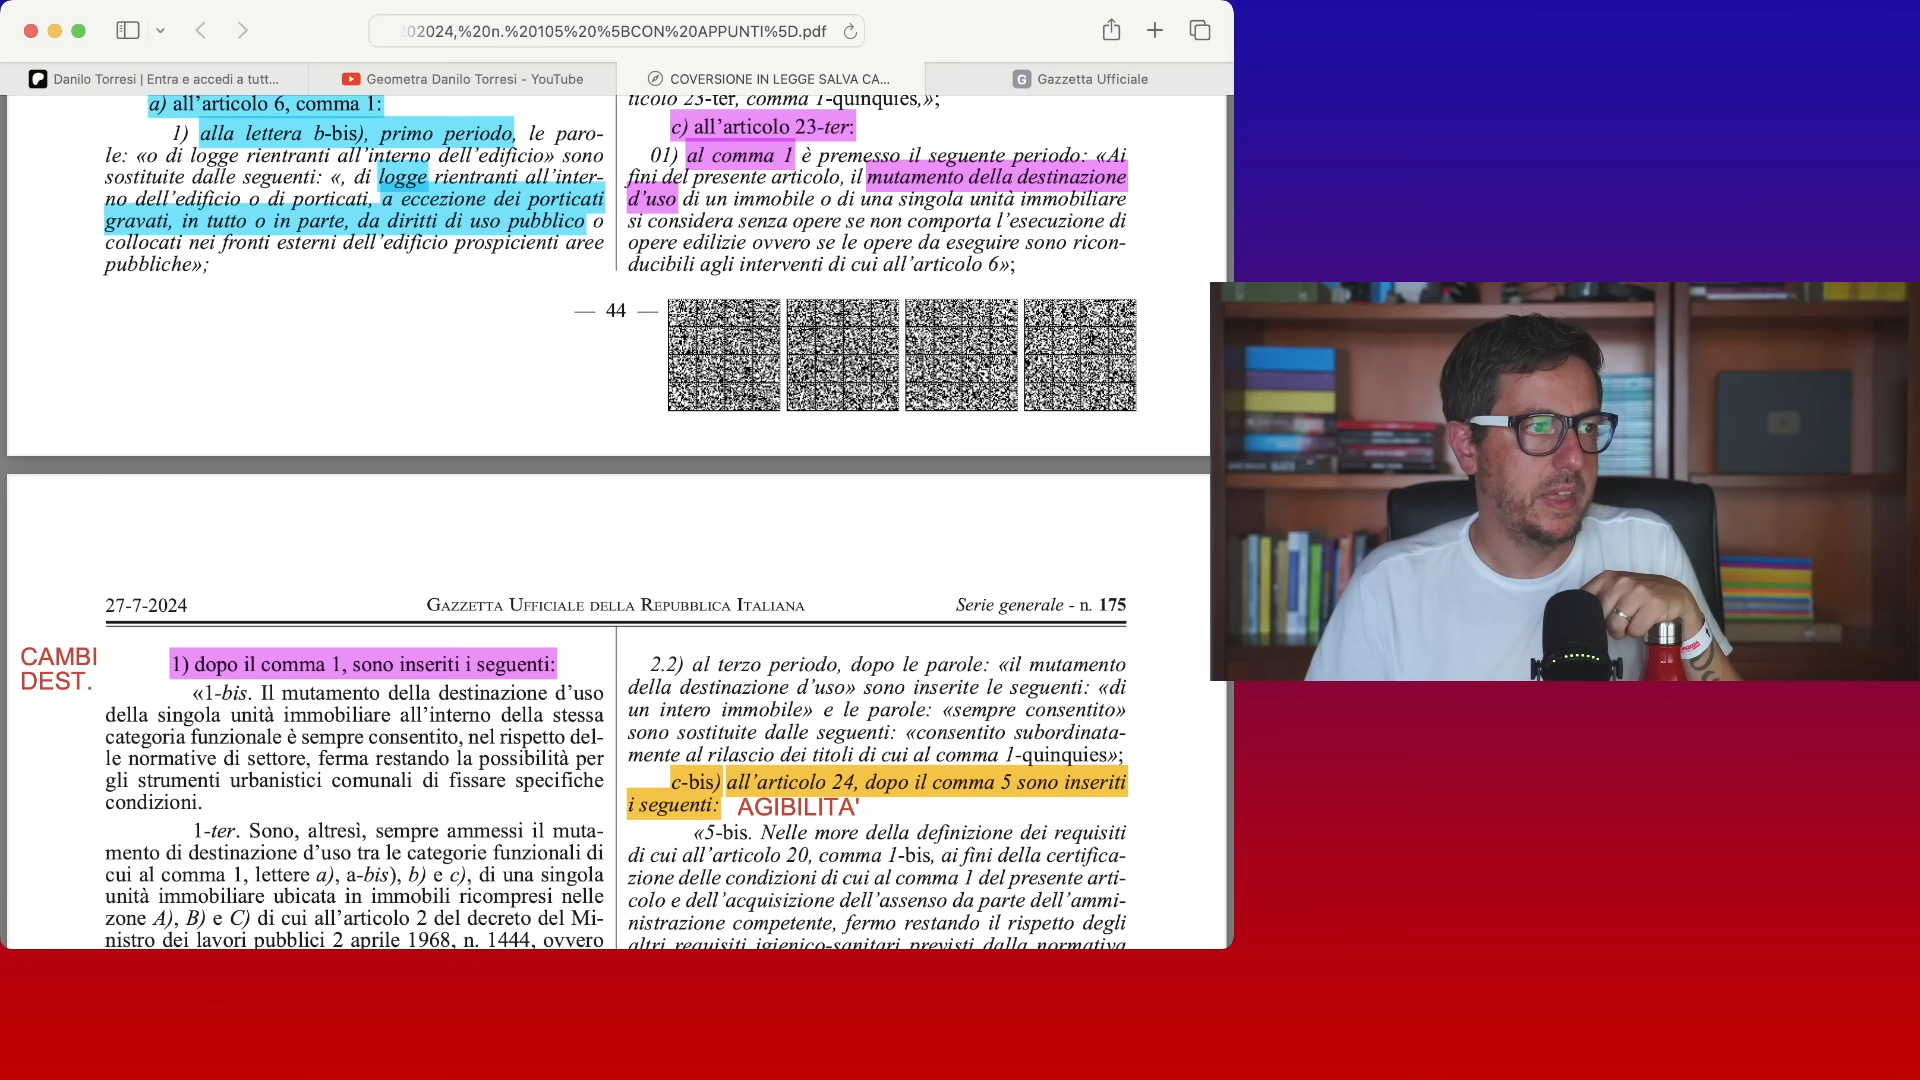 202024,%20n.%20105%20%5BCON%20APPUNTI%5D.pdf
Danilo Torresi | Entra e accedi a tutt...
Geometra Danilo Torresi - YouTube
COVERSIONE IN LEGGE SALVA CA...
G Gazzetta Ufficiale
a) all'articolo 6, comma 1:
1) alla lettera b-bis), primo periodo, le paro-
le: «o di logge rientranti all'interno dell'edificio» sono
sostituite dalle seguenti: «, di logge rientranti all'inter-
no dell'edificio o di porticati, a eccezione dei porticati
gravati, in tutto o in parte, da diritti di uso pubblico o
collocati nei fronti esterni dell'edificio prospicienti aree
pubbliche»;
ticolo 23-ter, comma 1-quinquies,»;
c) all'articolo 23-ter:
01) al comma 1 è premesso il seguente periodo: «Ai
fini del presente articolo, il mutamento della destinazione
d'uso di un immobile o di una singola unità immobiliare
si considera senza opere se non comporta l'esecuzione di
opere edilizie ovvero se le opere da eseguire sono ricon-
ducibili agli interventi di cui all'articolo 6»;
— 44 —
27-7-2024
GAZZETTA UFFICIALE DELLA REPUBBLICA ITALIANA
Serie generale - n. 175
CAMBI
DEST.
1) dopo il comma 1, sono inseriti i seguenti:
«1-bis. Il mutamento della destinazione d'uso
della singola unità immobiliare all'interno della stessa
categoria funzionale è sempre consentito, nel rispetto del-
le normative di settore, ferma restando la possibilità per
gli strumenti urbanistici comunali di fissare specifiche
condizioni.
1-ter. Sono, altresì, sempre ammessi il muta-
mento di destinazione d'uso tra le categorie funzionali di
cui al comma 1, lettere a), a-bis), b) e c), di una singola
unità immobiliare ubicata in immobili ricompresi nelle
zone A), B) e C) di cui all'articolo 2 del decreto del Mi-
nistro dei lavori pubblici 2 aprile 1968, n. 1444, ovvero
2.2) al terzo periodo, dopo le parole: «il mutamento
della destinazione d'uso» sono inserite le seguenti: «di
un intero immobile» e le parole: «sempre consentito»
sono sostituite dalle seguenti: «consentito subordinata-
mente al rilascio dei titoli di cui al comma 1-quinquies»;
c-bis) all'articolo 24, dopo il comma 5 sono inseriti
i seguenti: AGIBILITA'
«5-bis. Nelle more della definizione dei requisiti
di cui all'articolo 20, comma 1-bis, ai fini della certifica-
zione delle condizioni di cui al comma 1 del presente arti-
colo e dell'acquisizione dell'assenso da parte dell'ammi-
nistrazione competente, fermo restando il rispetto degli
altri requisiti igienico-sanitari previsti dalla normativa